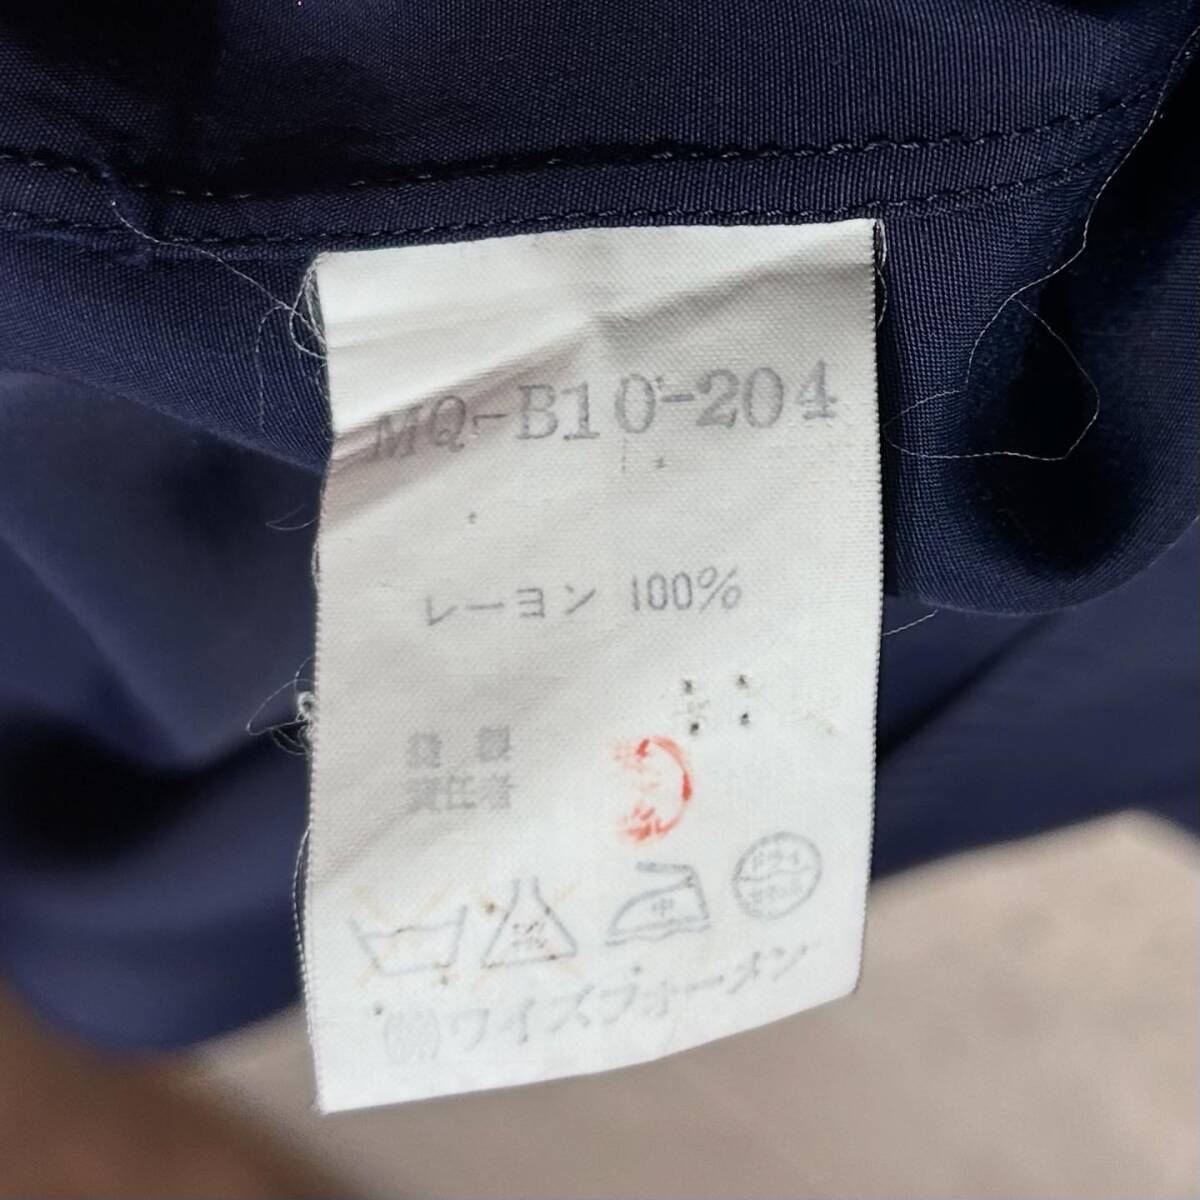 MQ-B10-204
レーヨン 100%
縫製
責任者
中
ドライ
(株)ワイズフォーメン